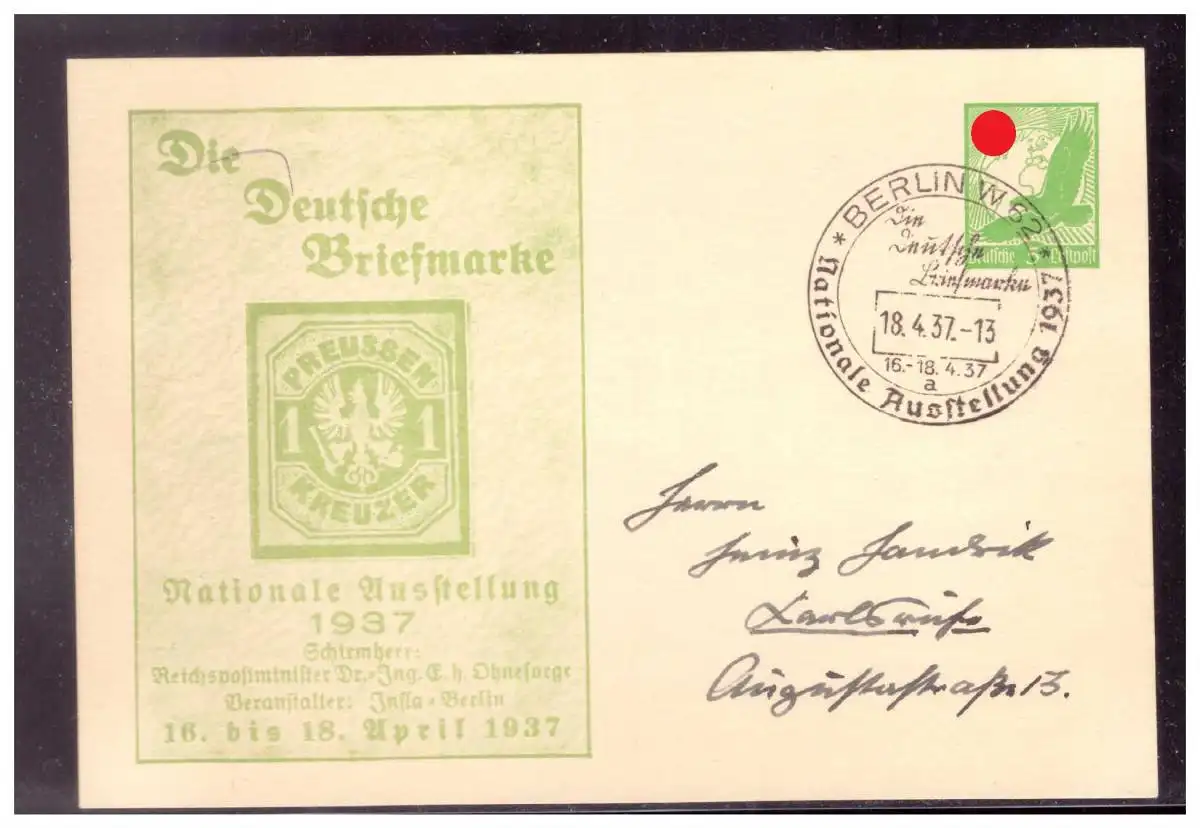 Die
Deutsche
Briefmarke
PREUSSEN
1 1
KREUZER
Nationale Ausstellung
1937
Schirmherr:
Reichspostminister Dr.-Ing. E. h. Ohnesorge
Veranstalter: Insla-Berlin
16. bis 18. April 1937
Deutsche 5 Luftpost
* BERLIN W 62 *
Die
Deutsche
Briefmarke
18.4.37.-13
16.-18.4.37
a
Nationale Ausstellung 1937
Herrn
Heinz
Karlsruhe
Augustastraße 13.